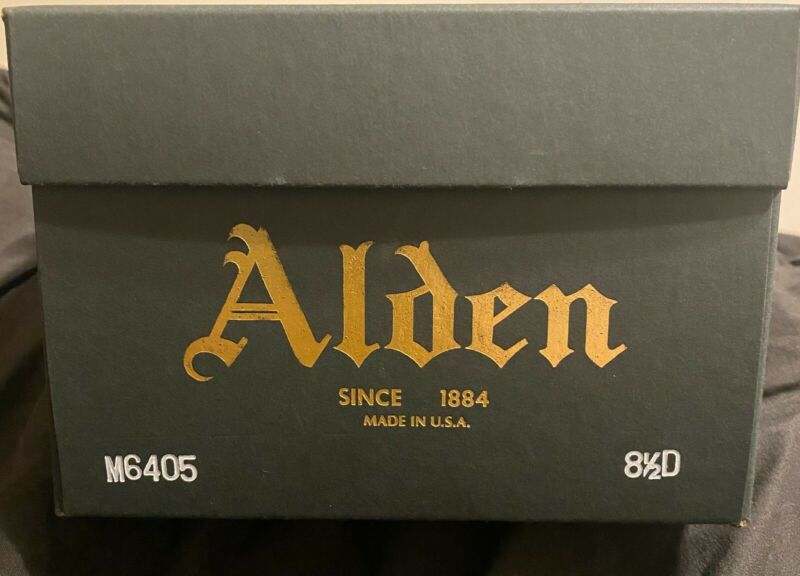 Alden
SINCE 1884
MADE IN U.S.A.
M6405 8½D